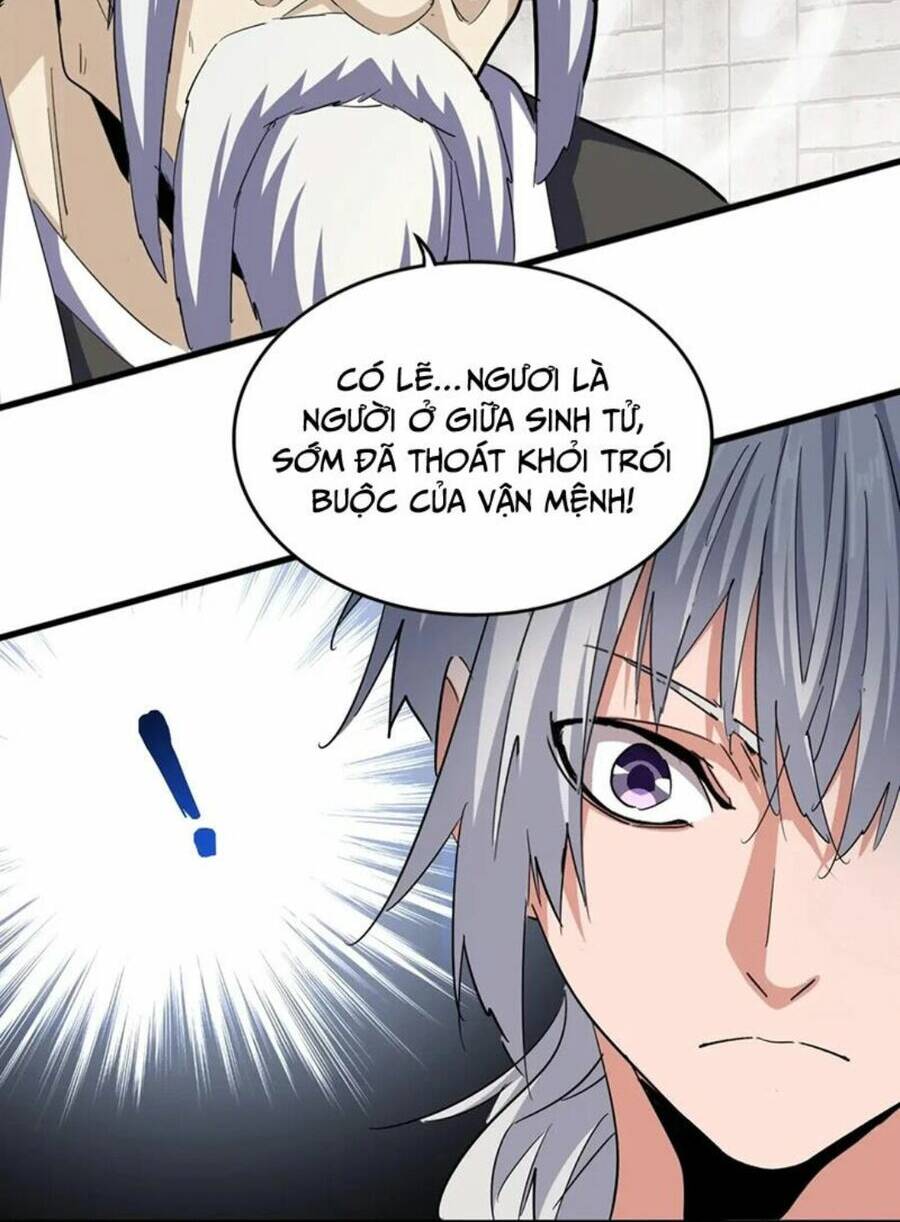 CÓ LẼ...NGƯƠI LÀ
NGƯỜI Ở GIỮA SINH TỬ,
SỚM ĐÃ THOÁT KHỎI TRÓI
BUỘC CỦA VẬN MỆNH!
!